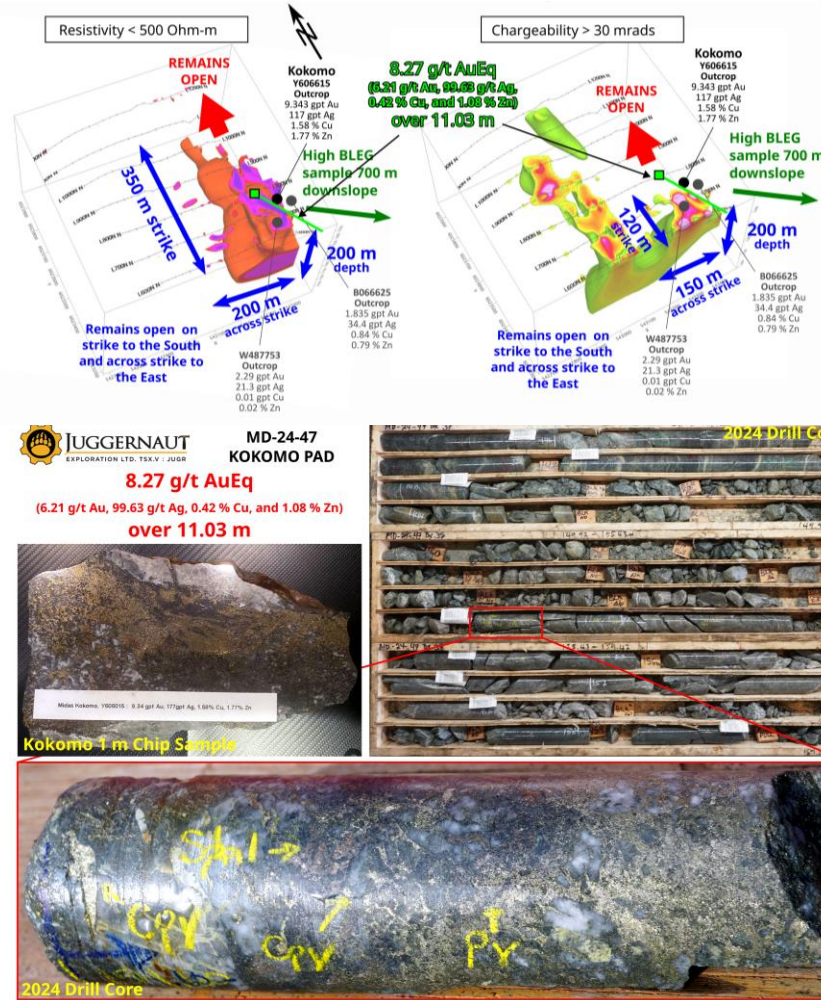 Resistivity < 500 Ohm-m
REMAINS
OPEN
Kokomo
Y606615
Outcrop
9.343 gpt Au
117 gpt Ag
1.58 % Cu
1.77 % Zn
High BLEG
sample 700 m
downslope
350 m strike
200 m
depth
200 m
across strike
B066625
Outcrop
1.835 gpt Au
34.4 gpt Ag
0.84 % Cu
0.79 % Zn
Remains open on
strike to the South
and across strike to
the East
W487753
Outcrop
2.29 gpt Au
21.3 gpt Ag
0.01 gpt Cu
0.02 % Zn
8.27 g/t AuEq
(6.21 g/t Au, 99.63 g/t Ag,
0.42 % Cu, and 1.08 % Zn)
over 11.03 m
Chargeability > 30 mrads
REMAINS
OPEN
Kokomo
Y606615
Outcrop
9.343 gpt Au
117 gpt Ag
1.58 % Cu
1.77 % Zn
High BLEG
sample 700 m
downslope
120 m
strike
200 m
depth
150 m
across strike
B066625
Outcrop
1.835 gpt Au
34.4 gpt Ag
0.84 % Cu
0.79 % Zn
Remains open on
strike to the South
and across strike to
the East
W487753
Outcrop
2.29 gpt Au
21.3 gpt Ag
0.01 gpt Cu
0.02 % Zn
JUGGERNAUT
EXPLORATION LTD. TSX.V : JUGR
MD-24-47
KOKOMO PAD
8.27 g/t AuEq
(6.21 g/t Au, 99.63 g/t Ag, 0.42 % Cu, and 1.08 % Zn)
over 11.03 m
2024 Drill Co
Midas Kokomo, Y606015 : 9.34 gpt Au, 177gpt Ag, 1.58% Cu, 1.77% Zn
Kokomo 1 m Chip Sample
Sphl →
Cpy
Cpy
Py
2024 Drill Core